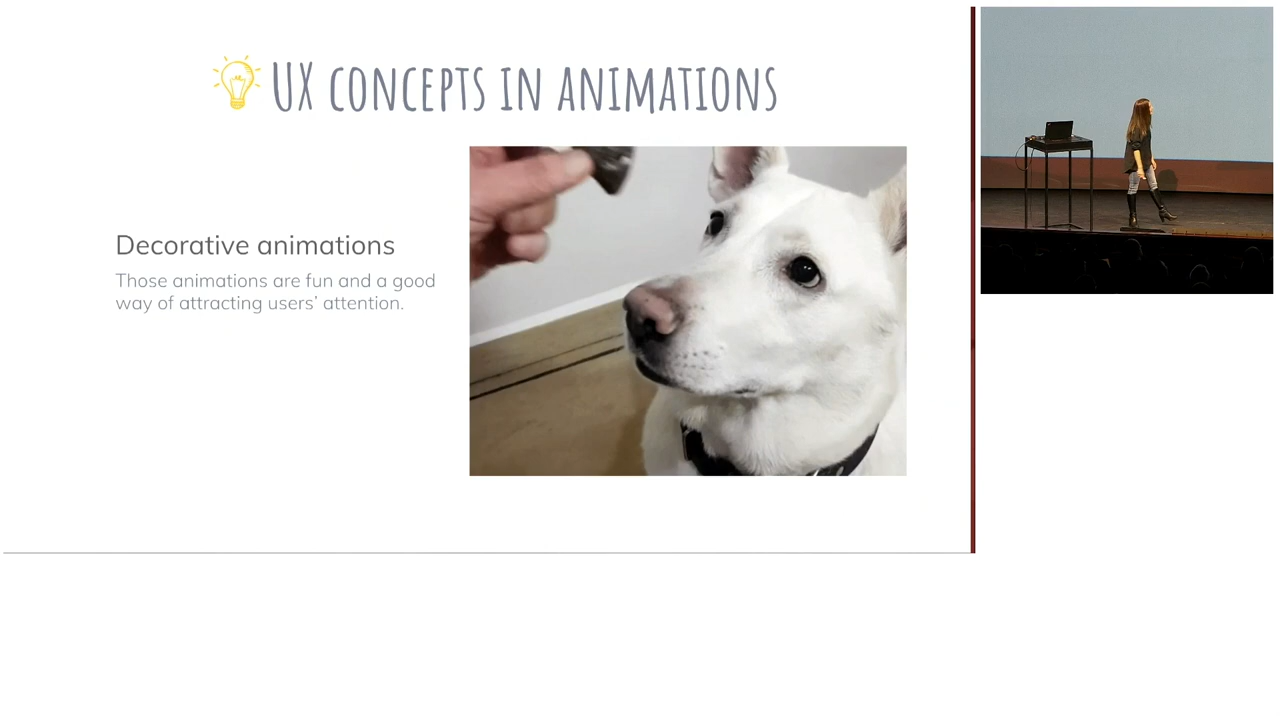 UX CONCEPTS IN ANIMATIONS
Decorative animations
Those animations are fun and a good
way of attracting users’ attention.